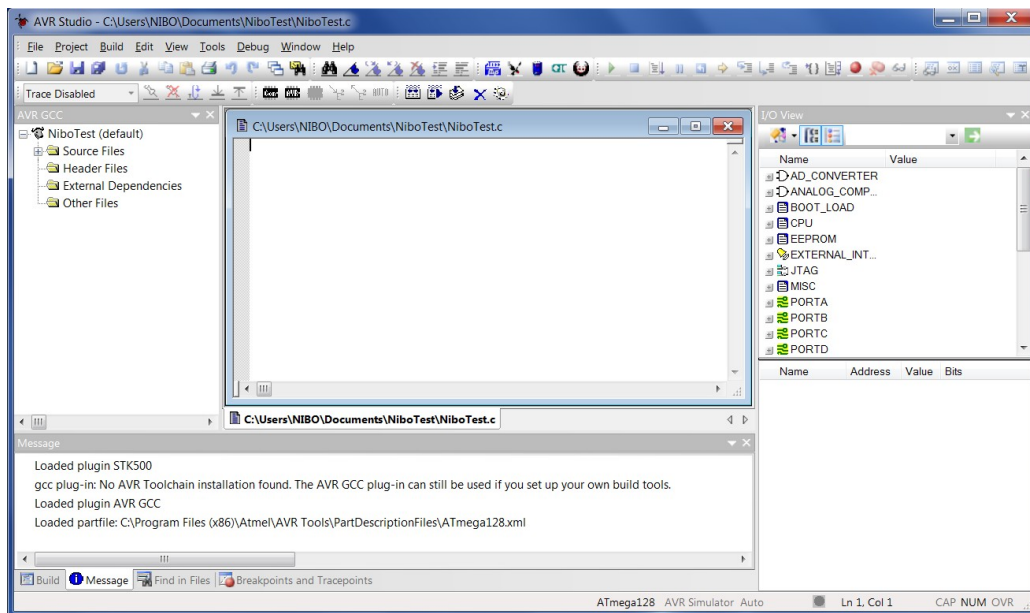 AVR Studio - C:\Users\NIBO\Documents\NiboTest\NiboTest.c
File Project Build Edit View Tools Debug Window Help
Trace Disabled
AVR GCC
NiboTest (default)
Source Files
Header Files
External Dependencies
Other Files
C:\Users\NIBO\Documents\NiboTest\NiboTest.c
C:\Users\NIBO\Documents\NiboTest\NiboTest.c
I/O View
Name Value
AD_CONVERTER
ANALOG_COMP...
BOOT_LOAD
CPU
EEPROM
EXTERNAL_INT...
JTAG
MISC
PORTA
PORTB
PORTC
PORTD
Name Address Value Bits
Message
Loaded plugin STK500
gcc plug-in: No AVR Toolchain installation found. The AVR GCC plug-in can still be used if you set up your own build tools.
Loaded plugin AVR GCC
Loaded partfile: C:\Program Files (x86)\Atmel\AVR Tools\PartDescriptionFiles\ATmega128.xml
Build Message Find in Files Breakpoints and Tracepoints
ATmega128 AVR Simulator Auto Ln 1, Col 1 CAP NUM OVR